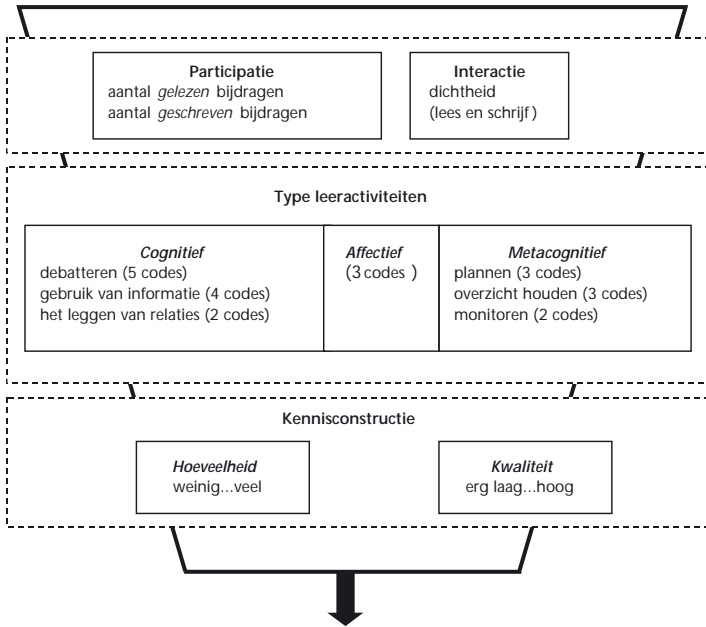 Participatie
aantal gelezen bijdragen
aantal geschreven bijdragen
Interactie
dichtheid
(lees en schrijf)
Type leeractiviteiten
Cognitief
debatteren (5 codes)
gebruik van informatie (4 codes)
het leggen van relaties (2 codes)
Affectief
(3 codes )
Metacognitief
plannen (3 codes)
overzicht houden (3 codes)
monitoren (2 codes)
Kennisconstructie
Hoeveelheid
weinig...veel
Kwaliteit
erg laag...hoog